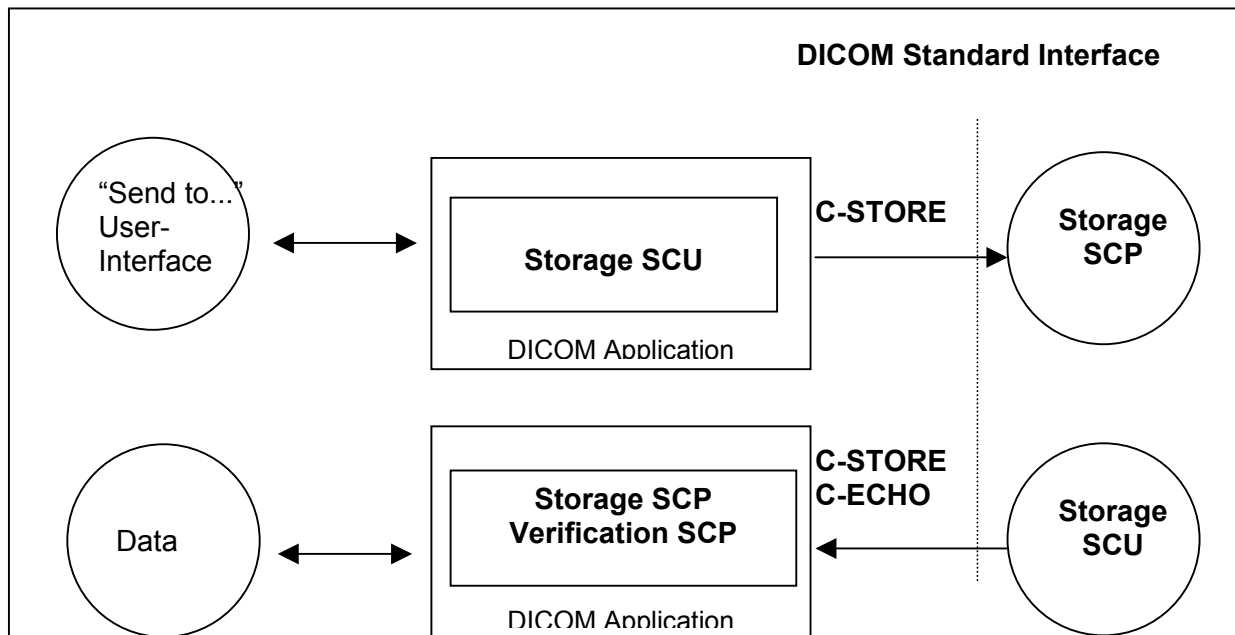 DICOM Standard Interface
“Send to...”
User-
Interface
Storage SCU
DICOM Application
C-STORE
Storage
SCP
Data
Storage SCP
Verification SCP
DICOM Application
C-STORE
C-ECHO
Storage
SCU